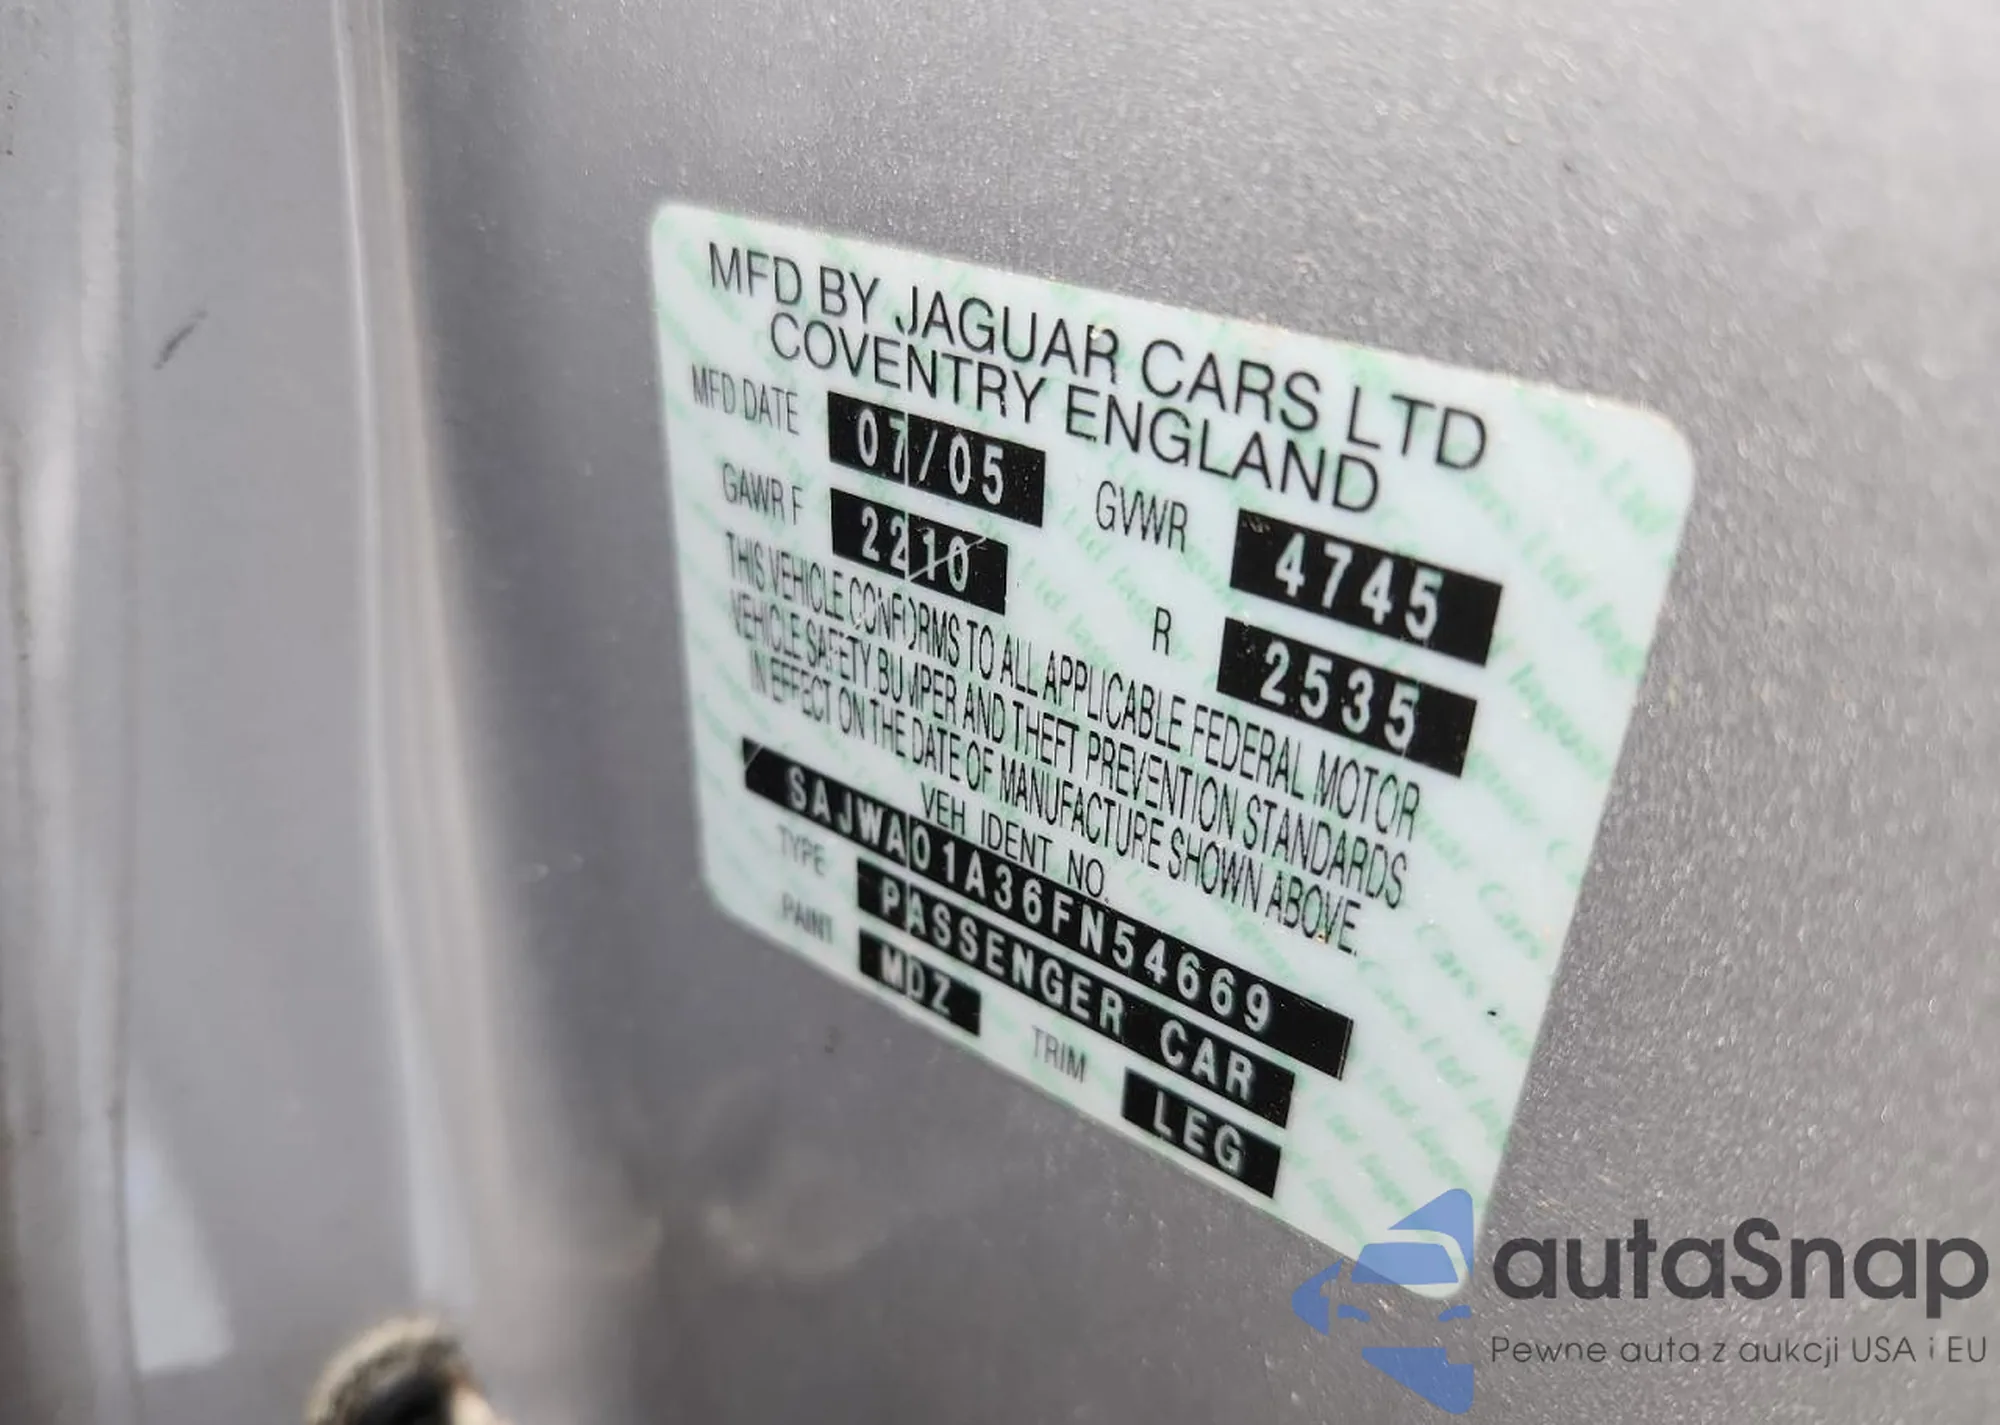 MFD BY JAGUAR CARS LTD
COVENTRY ENGLAND
MFD DATE 07/05 GVWR 4745
GAWR F 2210 R 2535
THIS VEHICLE CONFORMS TO ALL APPLICABLE FEDERAL MOTOR
VEHICLE SAFETY.BUMPER AND THEFT PREVENTION STANDARDS
IN EFFECT ON THE DATE OF MANUFACTURE SHOWN ABOVE.
VEH IDENT NO.
SAJWA01A36FN54669
TYPE PASSENGER CAR
PAINT MDZ TRIM LEG
autaSnap
Pewne auta z aukcji USA i EU